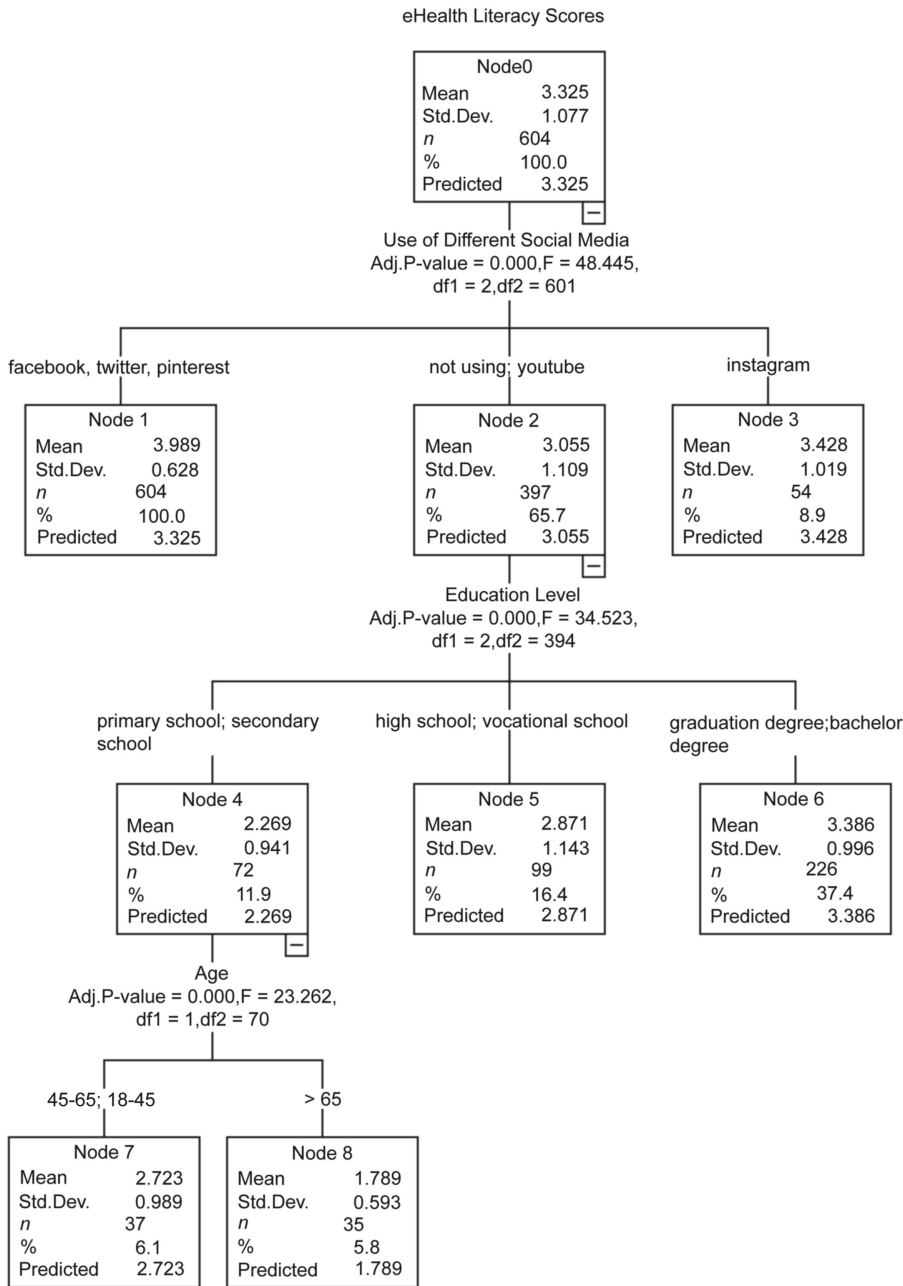 eHealth Literacy Scores
Node0
Mean 3.325
Std.Dev. 1.077
n 604
% 100.0
Predicted 3.325
Use of Different Social Media
Adj.P-value = 0.000,F = 48.445,
df1 = 2,df2 = 601
facebook, twitter, pinterest
Node 1
Mean 3.989
Std.Dev. 0.628
n 604
% 100.0
Predicted 3.325
not using; youtube
Node 2
Mean 3.055
Std.Dev. 1.109
n 397
% 65.7
Predicted 3.055
instagram
Node 3
Mean 3.428
Std.Dev. 1.019
n 54
% 8.9
Predicted 3.428
Education Level
Adj.P-value = 0.000,F = 34.523,
df1 = 2,df2 = 394
primary school; secondary
school
Node 4
Mean 2.269
Std.Dev. 0.941
n 72
% 11.9
Predicted 2.269
high school; vocational school
Node 5
Mean 2.871
Std.Dev. 1.143
n 99
% 16.4
Predicted 2.871
graduation degree;bachelor
degree
Node 6
Mean 3.386
Std.Dev. 0.996
n 226
% 37.4
Predicted 3.386
Age
Adj.P-value = 0.000,F = 23.262,
df1 = 1,df2 = 70
45-65; 18-45
Node 7
Mean 2.723
Std.Dev. 0.989
n 37
% 6.1
Predicted 2.723
> 65
Node 8
Mean 1.789
Std.Dev. 0.593
n 35
% 5.8
Predicted 1.789